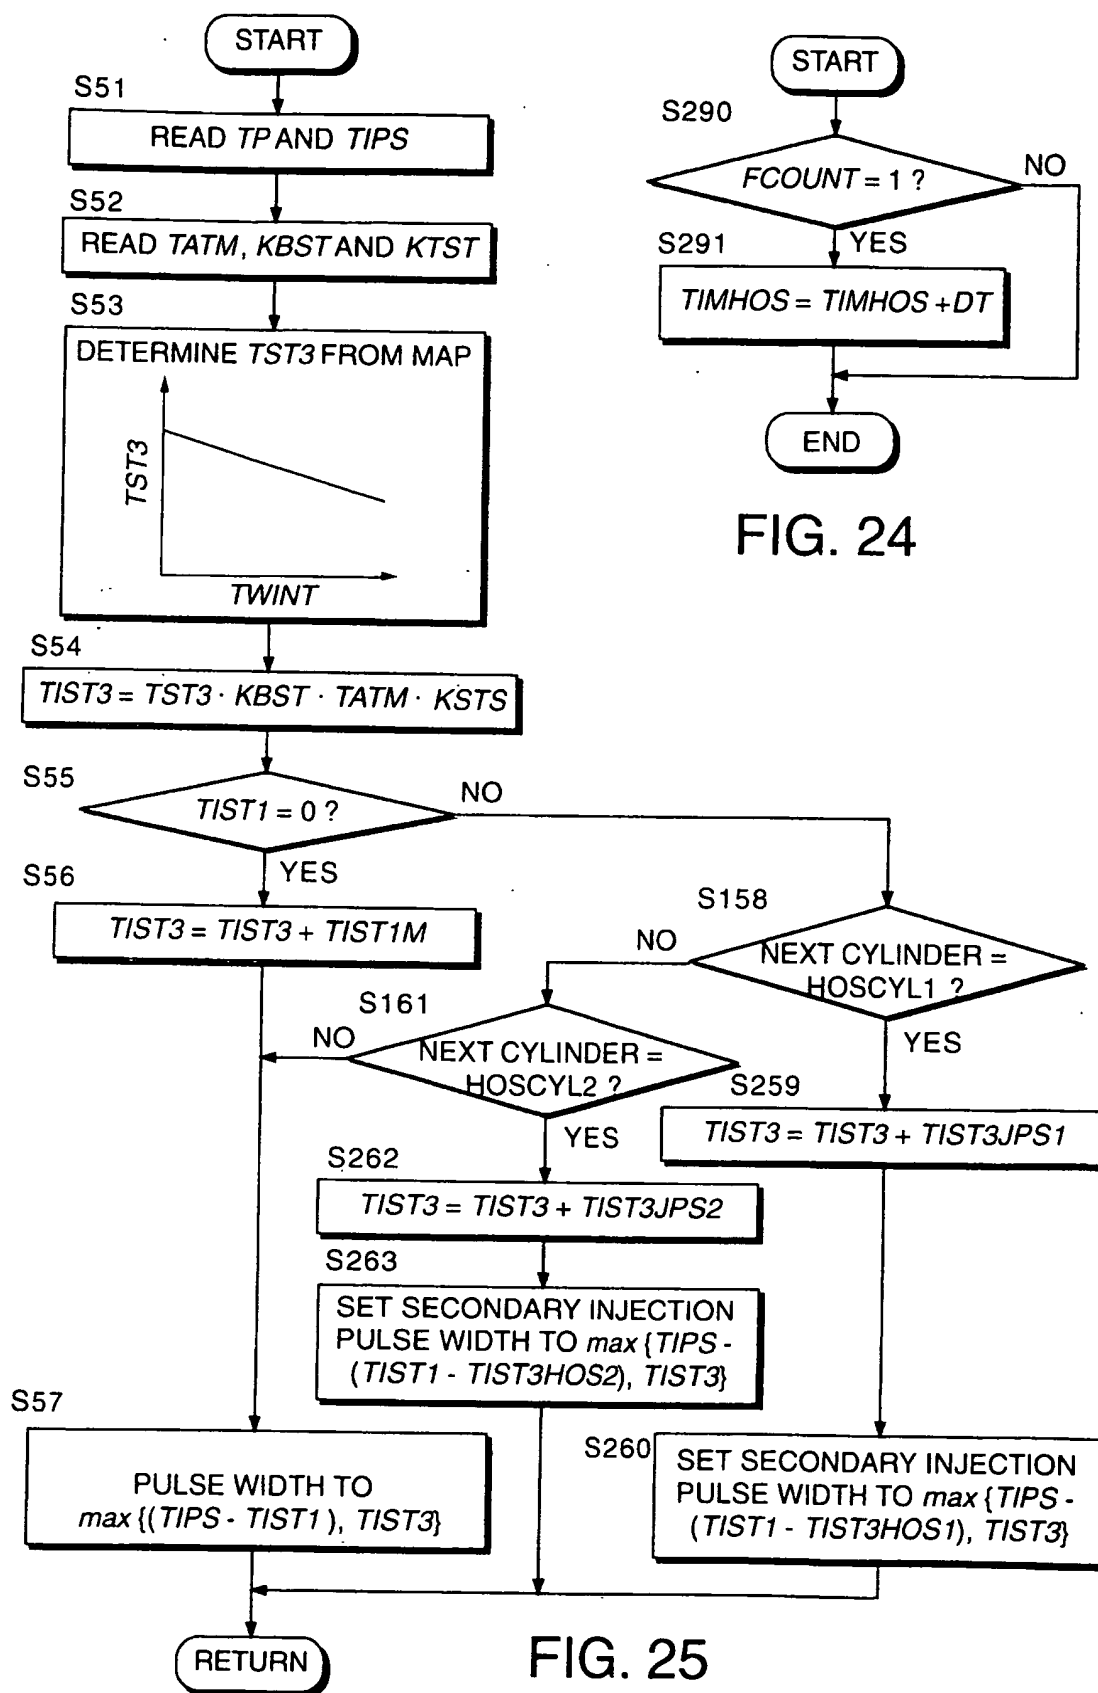 START
S51
READ TP AND TIPS
S52
READ TATM, KBST AND KTST
S53
DETERMINE TST3 FROM MAP
TST3
TWINT
S54
TIST3 = TST3 · KBST · TATM · KSTS
S55
TIST1 = 0 ?
NO
YES
S56
TIST3 = TIST3 + TIST1M
S158
NEXT CYLINDER =
HOSCYL1 ?
NO
YES
S161
NEXT CYLINDER =
HOSCYL2 ?
NO
YES
S259
TIST3 = TIST3 + TIST3JPS1
S262
TIST3 = TIST3 + TIST3JPS2
S263
SET SECONDARY INJECTION
PULSE WIDTH TO max {TIPS -
(TIST1 - TIST3HOS2), TIST3}
S57
PULSE WIDTH TO
max {(TIPS - TIST1 ), TIST3}
S260
SET SECONDARY INJECTION
PULSE WIDTH TO max {TIPS -
(TIST1 - TIST3HOS1), TIST3}
RETURN
FIG. 25
START
S290
FCOUNT = 1 ?
NO
YES
S291
TIMHOS = TIMHOS +DT
END
FIG. 24